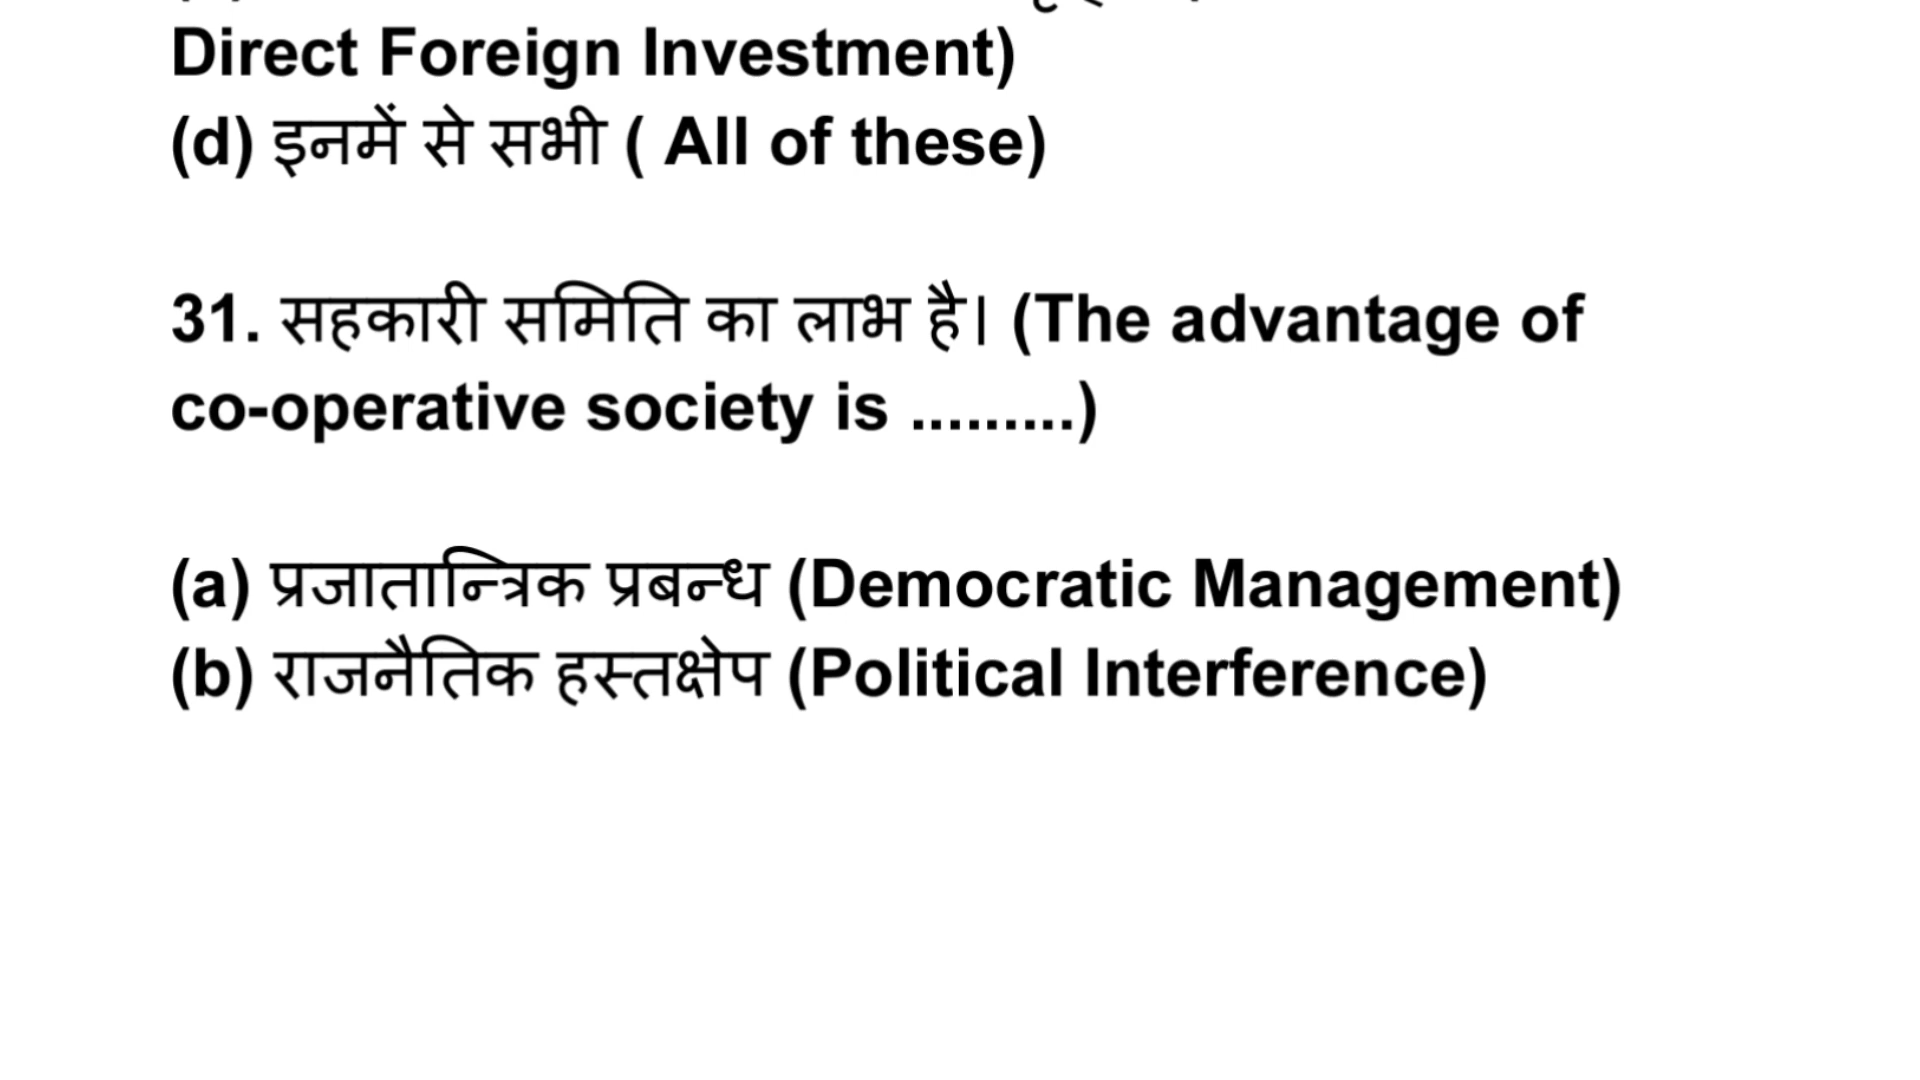 Direct Foreign Investment)
(d) इनमें से सभी ( All of these)
31. सहकारी समिति का लाभ है। (The advantage of
co-operative society is .........)
(a) प्रजातान्त्रिक प्रबन्ध (Democratic Management)
(b) राजनैतिक हस्तक्षेप (Political Interference)